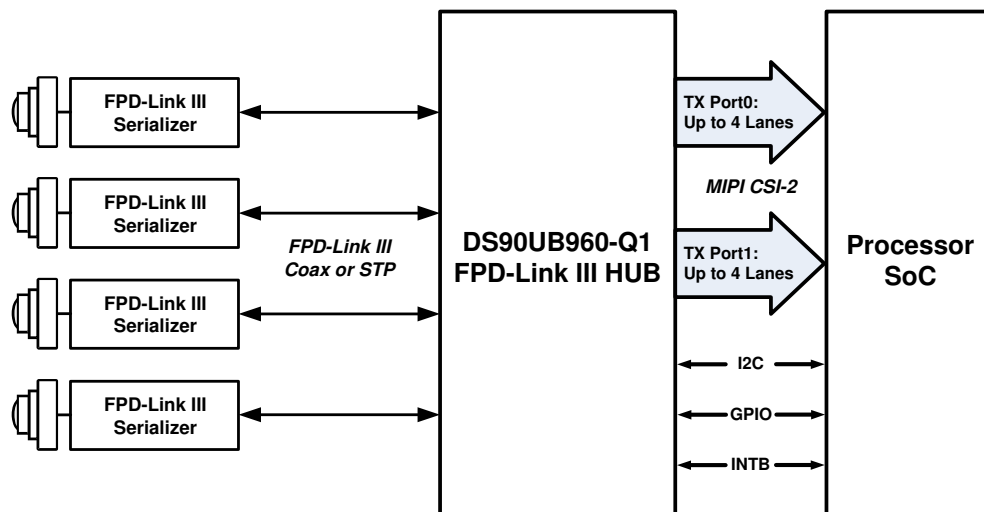 FPD-Link III
Serializer
FPD-Link III
Serializer
FPD-Link III
Serializer
FPD-Link III
Serializer
FPD-Link III
Coax or STP
DS90UB960-Q1
FPD-Link III HUB
TX Port0:
Up to 4 Lanes
MIPI CSI-2
TX Port1:
Up to 4 Lanes
I2C
GPIO
INTB
Processor
SoC